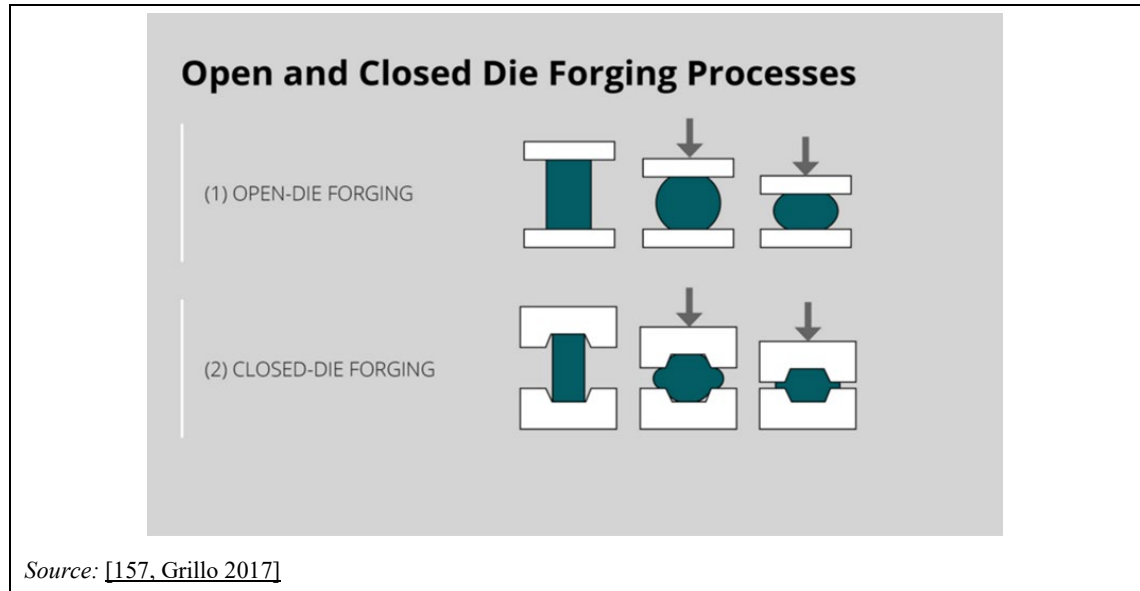 Open and Closed Die Forging Processes
(1) OPEN-DIE FORGING
(2) CLOSED-DIE FORGING
Source: [157, Grillo 2017]